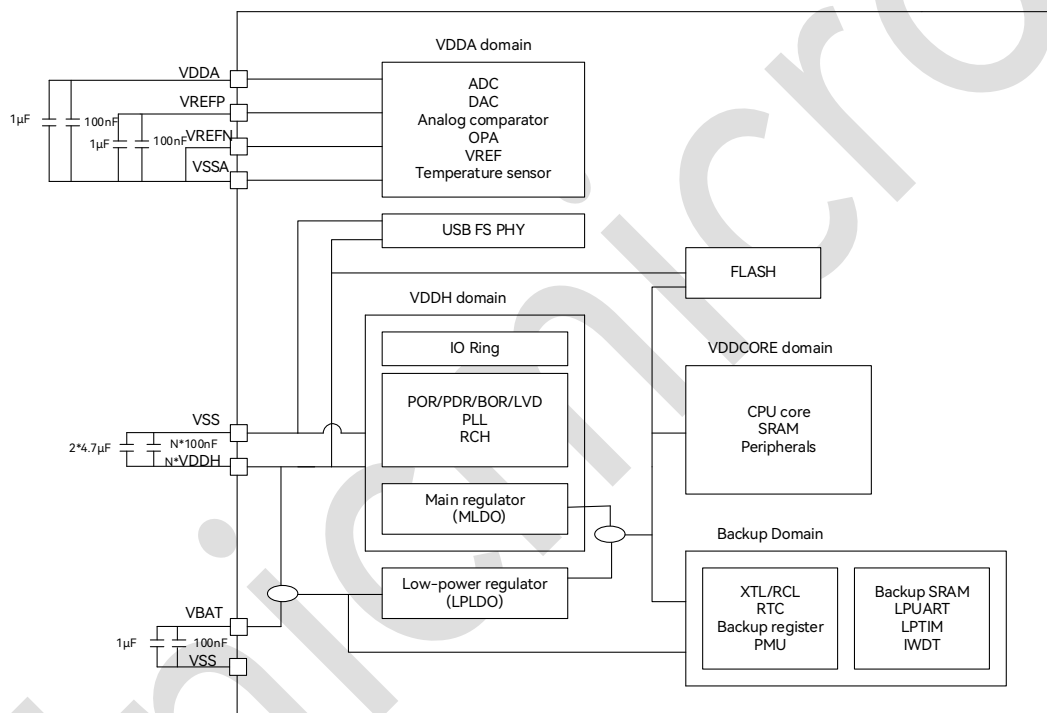 VDDA domain
VDDA
VREFP
VREFN
VSSA
1μF
100nF
1μF
100nF
ADC
DAC
Analog comparator
OPA
VREF
Temperature sensor
USB FS PHY
FLASH
VDDH domain
IO Ring
POR/PDR/BOR/LVD
PLL
RCH
Main regulator
(MLDO)
VDDCORE domain
CPU core
SRAM
Peripherals
VSS
2*4.7μF
N*100nF
N*VDDH
Low-power regulator
(LPLDO)
Backup Domain
XTL/RCL
RTC
Backup register
PMU
Backup SRAM
LPUART
LPTIM
IWDT
VBAT
1μF
100nF
VSS